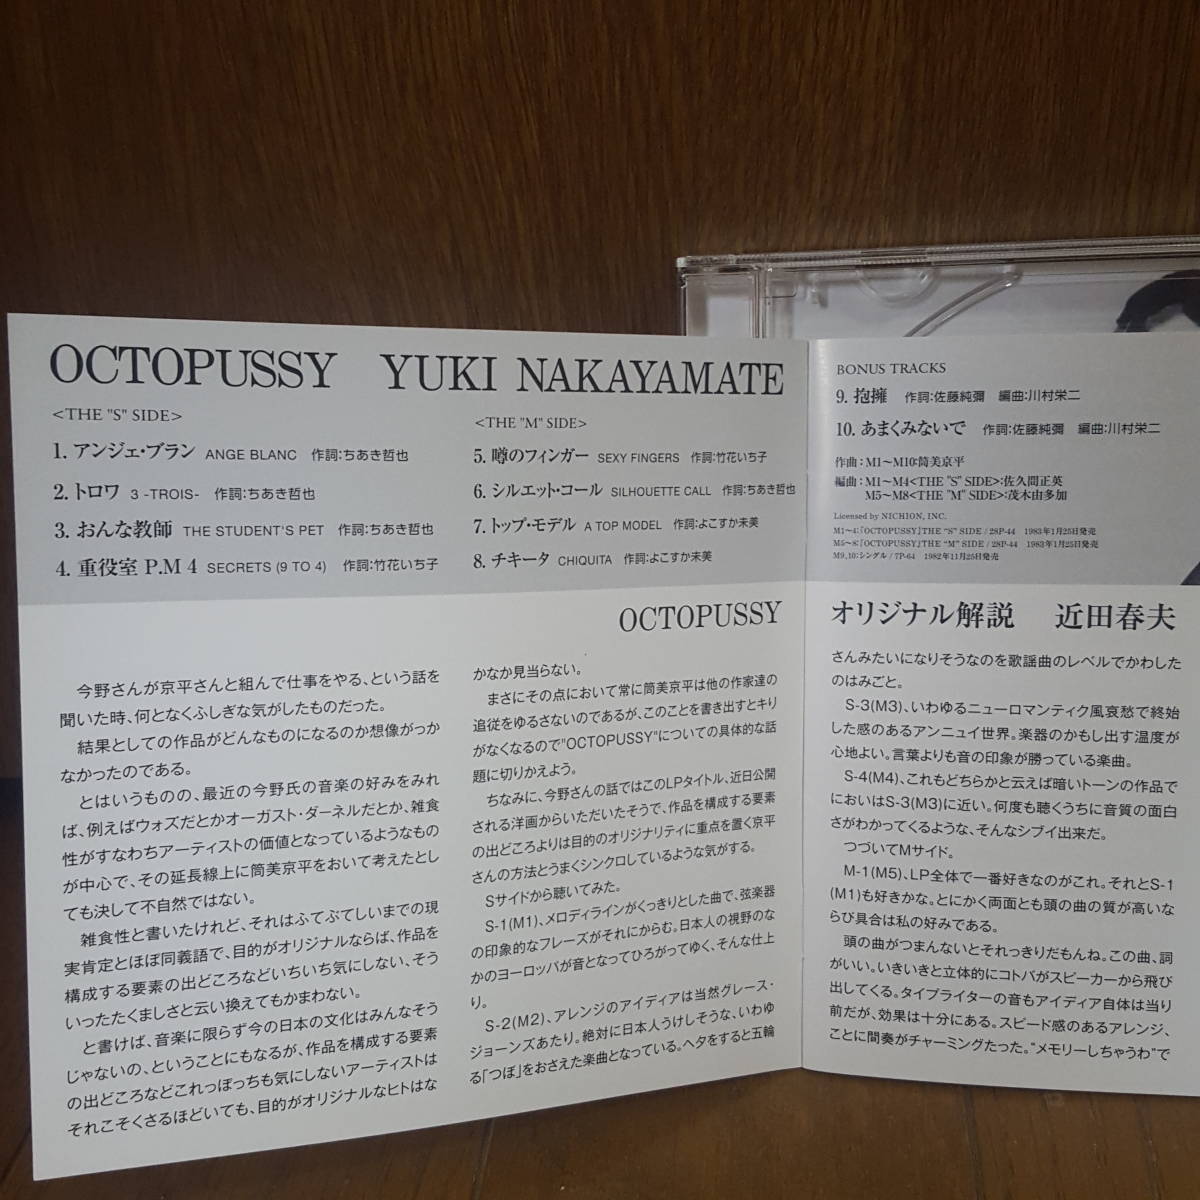 OCTOPUSSY YUKI NAKAYAMATE
<THE "S" SIDE>
1. アンジェ・ブラン ANGE BLANC 作詞:ちあき哲也
2. トロワ 3 -TROIS- 作詞:ちあき哲也
3. おんな教師 THE STUDENT'S PET 作詞:ちあき哲也
4. 重役室 P.M 4 SECRETS (9 TO 4) 作詞:竹花いち子
<THE "M" SIDE>
5. 噂のフィンガー SEXY FINGERS 作詞:竹花いち子
6. シルエット・コール SILHOUETTE CALL 作詞:ちあき哲也
7. トップ・モデル A TOP MODEL 作詞:よこすか未美
8. チキータ CHIQUITA 作詞:よこすか未美
BONUS TRACKS
9. 抱擁 作詞:佐藤純彌 編曲:川村栄二
10. あまくみないで 作詞:佐藤純彌 編曲:川村栄二
作曲:M1〜M10:筒美京平
編曲:M1〜M4<THE "S" SIDE>:佐久間正英
M5〜M8<THE "M" SIDE>:茂木由多加
Licensed by NICHION, INC.
M1〜4:『OCTOPUSSY』THE "S" SIDE / 28P-44 1983年1月25日発売
M5〜8:『OCTOPUSSY』THE "M" SIDE / 28P-44 1983年1月25日発売
M9,10:シングル / 7P-64 1982年11月25日発売
OCTOPUSSY
オリジナル解説 近田春夫
今野さんが京平さんと組んで仕事をやる、という話を
聞いた時、何となくふしぎな気がしたものだった。
結果としての作品がどんなものになるのか想像がっか
なかったのである。
とはいうものの、最近の今野氏の音楽の好みをみれ
ば、例えばウォズだとかオーガスト・ダーネルだとか、雑食
性がすなわちアーティストの価値となっているようなもの
が中心で、その延長線上に筒美京平をおいて考えたとし
ても決して不自然ではない。
雑食性と書いたけれど、それはふてぶてしいまでの現
実肯定とほぼ同義語で、目的がオリジナルならば、作品を
構成する要素の出どころなどいちいち気にしない、そう
いったたくましさと云い換えてもかまわない。
と書けば、音楽に限らず今の日本の文化はみんなそう
じゃないの、ということにもなるが、作品を構成する要素
の出どころなどこれっぽっちも気にしないアーティストは
それこそくさるほどいても、目的がオリジナルなヒトはな
かなか見当らない。
まさにその点において常に筒美京平は他の作家達の
追従をゆるさないのであるが、このことを書き出すとキリ
がなくなるので"OCTOPUSSY"についての具体的な話
題に切りかえよう。
ちなみに、今野さんの話ではこのLPタイトル、近日公開
される洋画からいただいたそうで、作品を構成する要素
の出どころよりは目的のオリジナリティに重点を置く京平
さんの方法とうまくシンクロしているような気がする。
Sサイドから聴いてみた。
S-1(M1)、メロディラインがくっきりとした曲で、弦楽器
の印象的なフレーズがそれにからむ。日本人の視野のな
かのヨーロッパが音となってひろがってゆく、そんな仕上
り。
S-2(M2)、アレンジのアイディアは当然グレース・
ジョーンズあたり。絶対に日本人うけしそうな、いわゆ
る「つぼ」をおさえた楽曲となっている。ヘタをすると五輪
さんみたいになりそうなのを歌謡曲のレベルでかわした
のはみごと。
S-3(M3)、いわゆるニューロマンティク風哀愁で終始
した感のあるアンニュイ世界。楽器のかもし出す温度が
心地よい。言葉よりも音の印象が勝っている楽曲。
S-4(M4)、これもどちらかと云えば暗いトーンの作品で
においはS-3(M3)に近い。何度も聴くうちに音質の面白
さがわかってくるような、そんなシブイ出来だ。
つづいてMサイド。
M-1(M5)、LP全体で一番好きなのがこれ。それとS-1
(M1)も好きかな。とにかく両面とも頭の曲の質が高いな
らび具合は私の好みである。
頭の曲がつまんないとそれっきりだもんね。この曲、詞
がいい。いきいきと立体的にコトバがスピーカーから飛び
出してくる。タイプライターの音もアイディア自体は当り
前だが、効果は十分にある。スピード感のあるアレンジ、
ことに間奏がチャーミングたった。"メモリーしちゃうわ"で